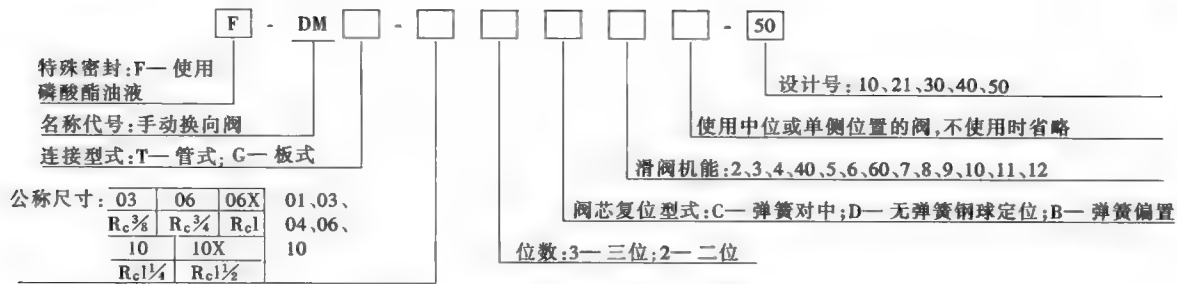 F - DM□ - □ □ □ □ □ - 50
特殊密封:F— 使用
磷酸酯油液
设计号: 10、21、30、40、50
名称代号:手动换向阀
使用中位或单侧位置的阀,不使用时省略
连接型式:T— 管式; G— 板式
滑阀机能:2、3、4、40、5、6、60、7、8、9、10、11、12
公称尺寸: 03 06 06X 01、03、
Rc⅜ Rc¾ Rc1 04、06、
阀芯复位型式:C— 弹簧对中;D— 无弹簧钢球定位;B— 弹簧偏置
10 10X 10
位数:3— 三位;2— 二位
Rc1¼ Rc1½